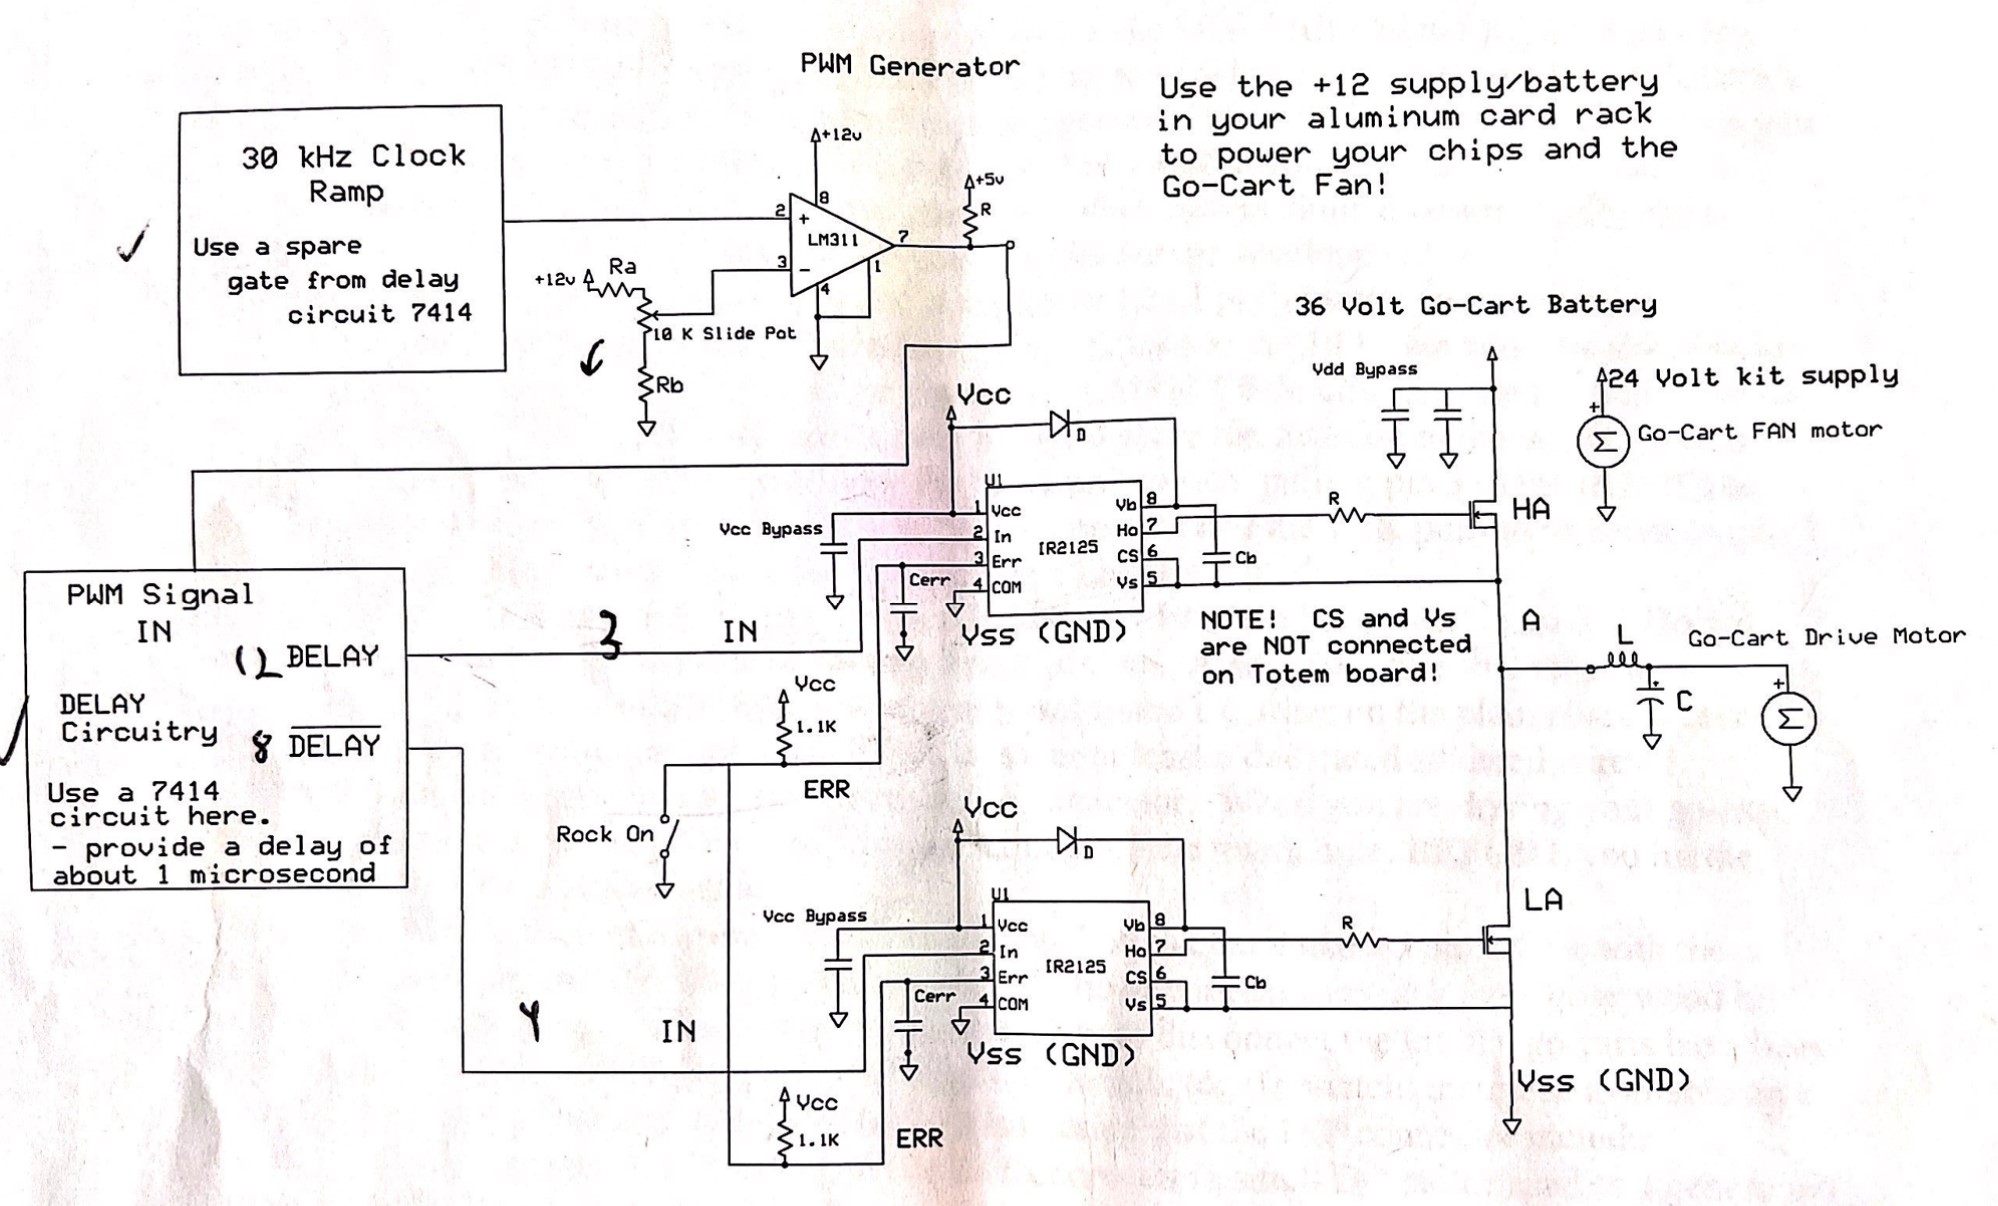 PWM Generator
Use the +12 supply/battery
in your aluminum card rack
to power your chips and the
Go-Cart Fan!
30 kHz Clock
Ramp
Use a spare
gate from delay
circuit 7414
+12v
8
2
+
LM311
7
3
-
1
4
+5v
R
+12v
Ra
10 K Slide Pot
Rb
36 Volt Go-Cart Battery
Vdd Bypass
24 Volt kit supply
+
Σ
Go-Cart FAN motor
Vcc
D
U1
Vcc Bypass
1 Vcc
2 In
3 Err
4 COM
IR2125
Vb 8
Ho 7
CS 6
Vs 5
Cerr
Cb
R
HA
Vss (GND)
NOTE! CS and Vs
are NOT connected
on Totem board!
A
L
+
C
Go-Cart Drive Motor
+
Σ
PWM Signal
IN
12 DELAY
3
IN
DELAY
Circuitry
8 DELAY
Use a 7414
circuit here.
- provide a delay of
about 1 microsecond
Vcc
1.1K
ERR
Rock On
Vcc
D
U1
Vcc Bypass
1 Vcc
2 In
3 Err
4 COM
IR2125
Vb 8
Ho 7
CS 6
Vs 5
Cerr
Cb
R
LA
4
IN
Vss (GND)
Vss (GND)
Vcc
1.1K
ERR